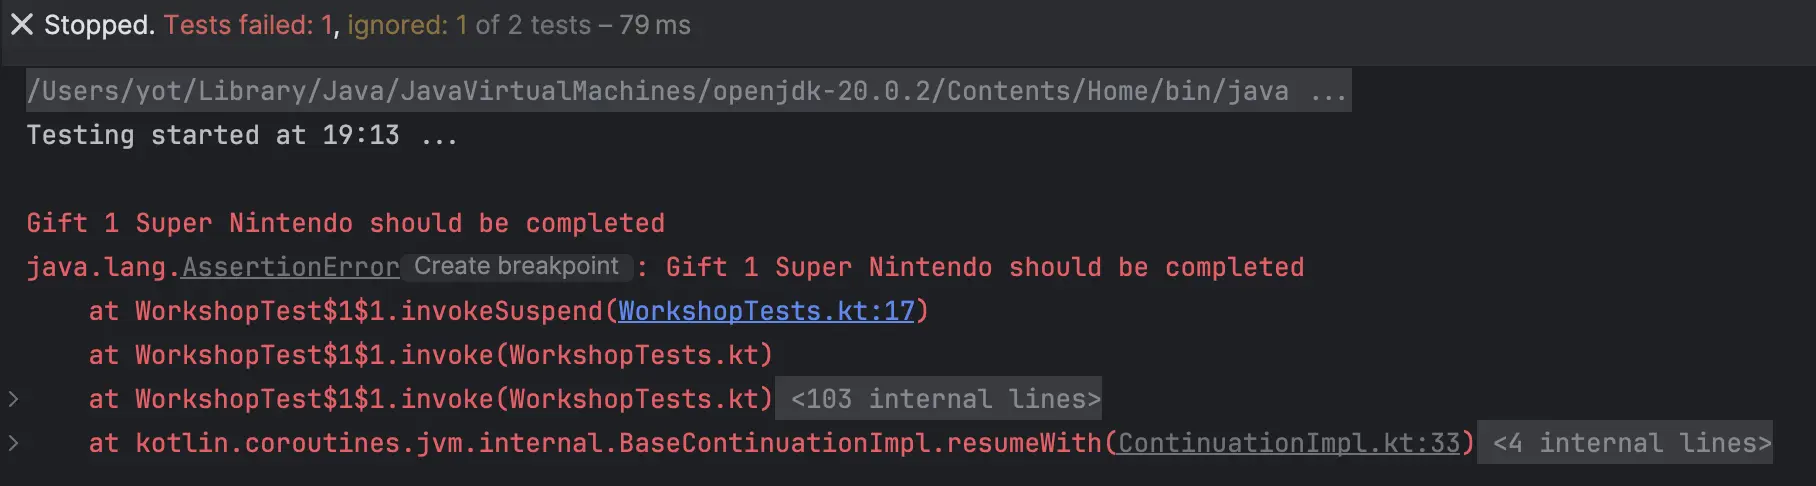 Stopped. Tests failed: 1, ignored: 1 of 2 tests – 79 ms
/Users/yot/Library/Java/JavaVirtualMachines/openjdk-20.0.2/Contents/Home/bin/java ...
Testing started at 19:13 ...
Gift 1 Super Nintendo should be completed
java.lang.AssertionError Create breakpoint : Gift 1 Super Nintendo should be completed
at WorkshopTest$1$1.invokeSuspend(WorkshopTests.kt:17)
at WorkshopTest$1$1.invoke(WorkshopTests.kt)
at WorkshopTest$1$1.invoke(WorkshopTests.kt) <103 internal lines>
at kotlin.coroutines.jvm.internal.BaseContinuationImpl.resumeWith(ContinuationImpl.kt:33) <4 internal lines>